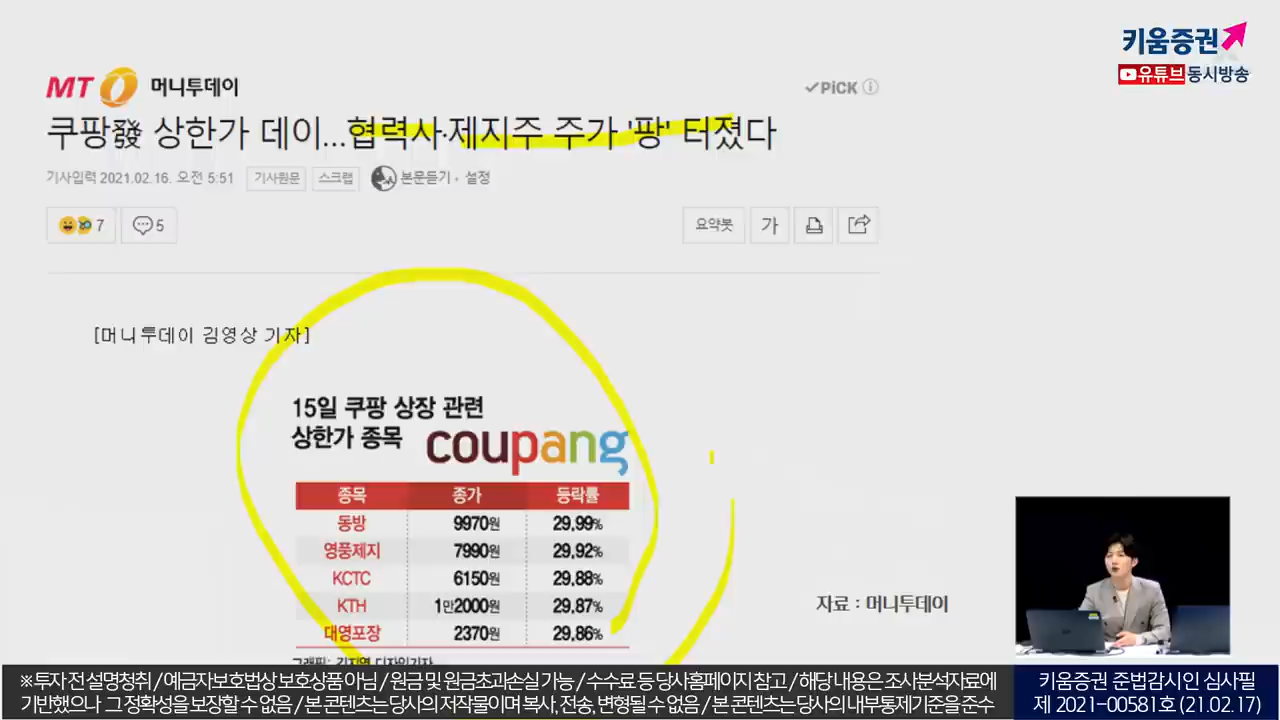 키움증권
유튜브 동시방송
MT 머니투데이
PiCK
쿠팡發 상한가 데이...협력사·제지주 주가 '팡' 터졌다
기사입력 2021.02.16. 오전 5:51 기사원문 스크랩 본문듣기 · 설정
7 5 요약봇 가
[머니투데이 김영상 기자]
15일 쿠팡 상장 관련
상한가 종목 coupang
종목 종가 등락률
동방 9970원 29.99%
영풍제지 7990원 29.92%
KCTC 6150원 29.88%
KTH 1만2000원 29.87%
대영포장 2370원 29.86%
자료 : 머니투데이
※ 투자 전 설명청취 / 예금자보호법상 보호상품 아님 / 원금 및 원금초과손실 가능 / 수수료 등 당사홈페이지 참고 / 해당 내용은 조사분석자료에
기반했으나 그 정확성을 보장할 수 없음 / 본 콘텐츠는 당사의 저작물이며 복사, 전송, 변형될 수 없음 / 본 콘텐츠는 당사의 내부통제기준을 준수
키움증권 준법감시인 심사필
제 2021-00581호 (21.02.17)